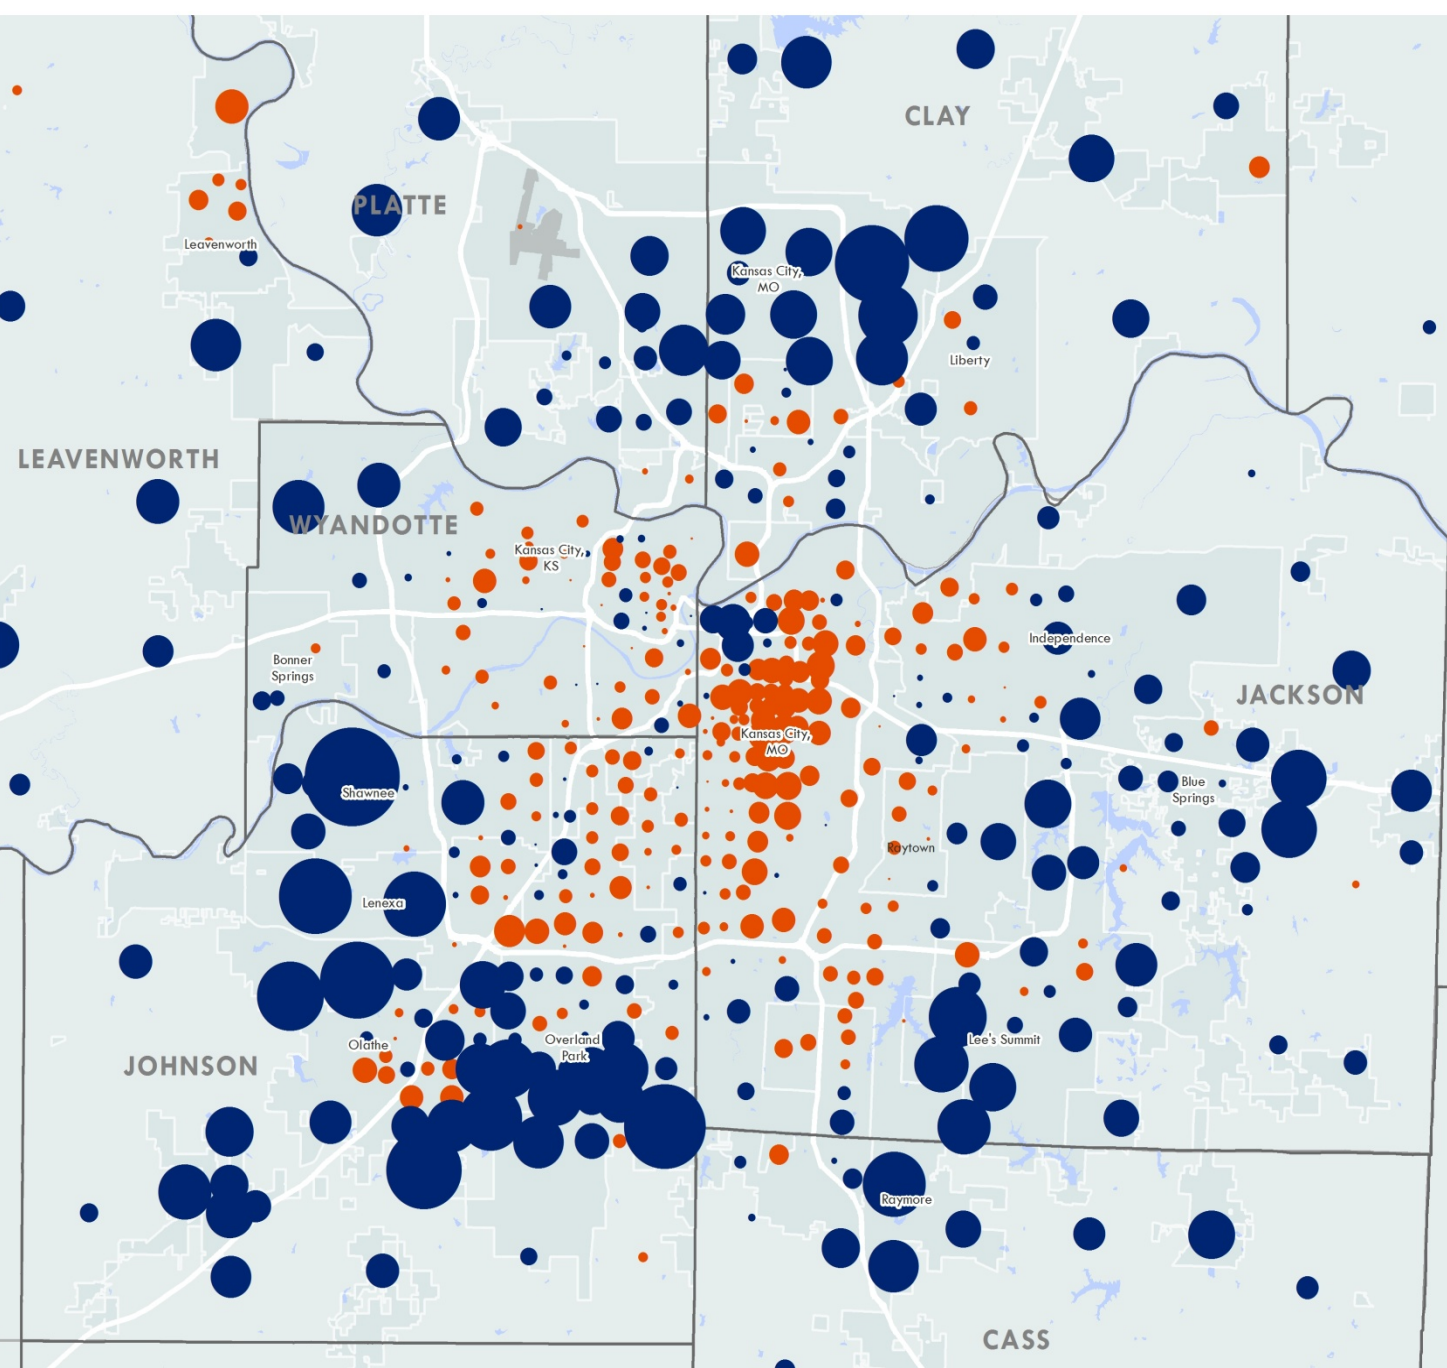 CLAY
PLATTE
Leavenworth
Kansas City,
MO
Liberty
LEAVENWORTH
WYANDOTTE
Kansas City,
KS
Independence
Bonner
Springs
JACKSON
Kansas City,
MO
Shawnee
Blue
Springs
Raytown
Lenexa
Olathe
Overland
Park
Lee's Summit
JOHNSON
Raymore
CASS